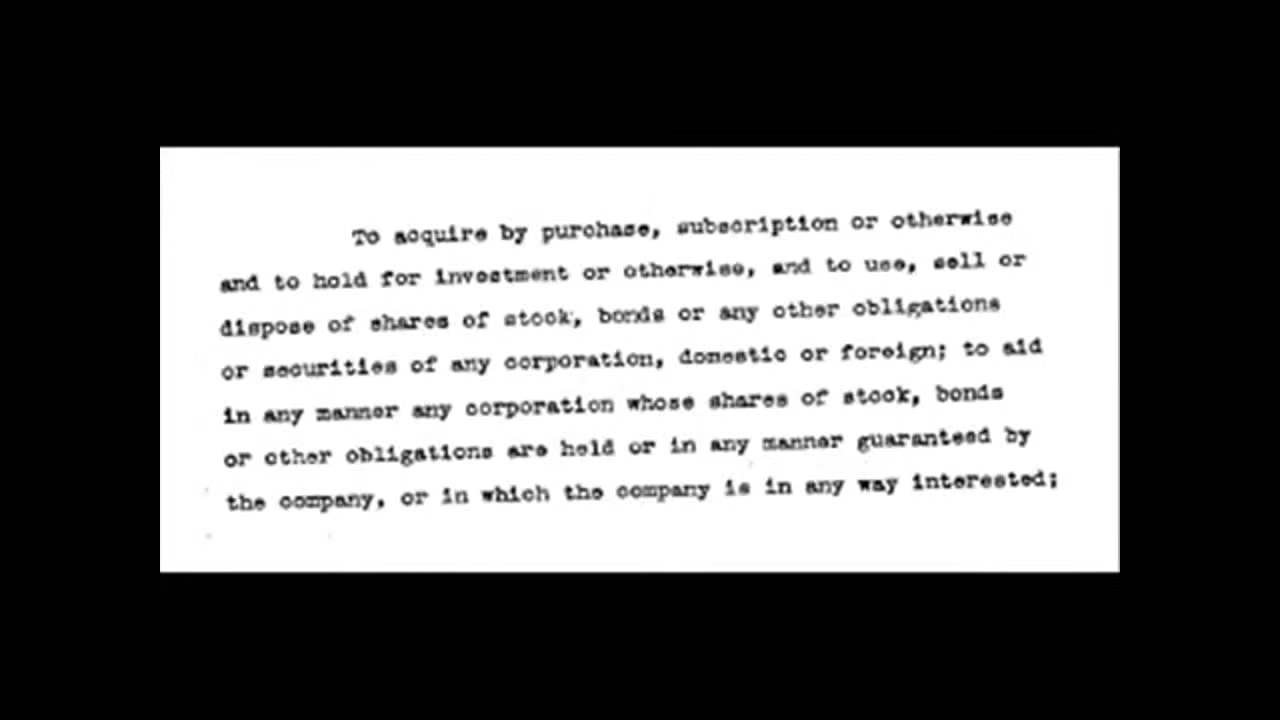 To acquire by purchase, subscription or otherwise
and to hold for investment or otherwise, and to use, sell or
dispose of shares of stock, bonds or any other obligations
or securities of any corporation, domestic or foreign; to aid
in any manner any corporation whose shares of stock, bonds
or other obligations are held or in any manner guaranteed by
the company, or in which the company is in any way interested;